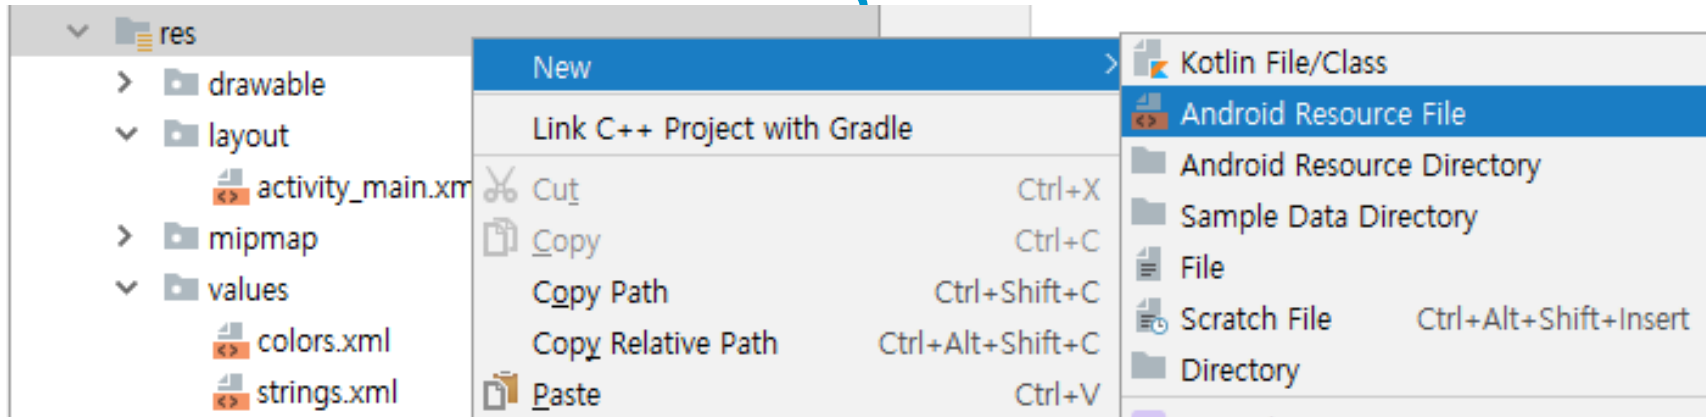 res
drawable
layout
activity_main.xm
mipmap
values
colors.xml
strings.xml
New
Link C++ Project with Gradle
Cut Ctrl+X
Copy Ctrl+C
Copy Path Ctrl+Shift+C
Copy Relative Path Ctrl+Alt+Shift+C
Paste Ctrl+V
Kotlin File/Class
Android Resource File
Android Resource Directory
Sample Data Directory
File
Scratch File Ctrl+Alt+Shift+Insert
Directory